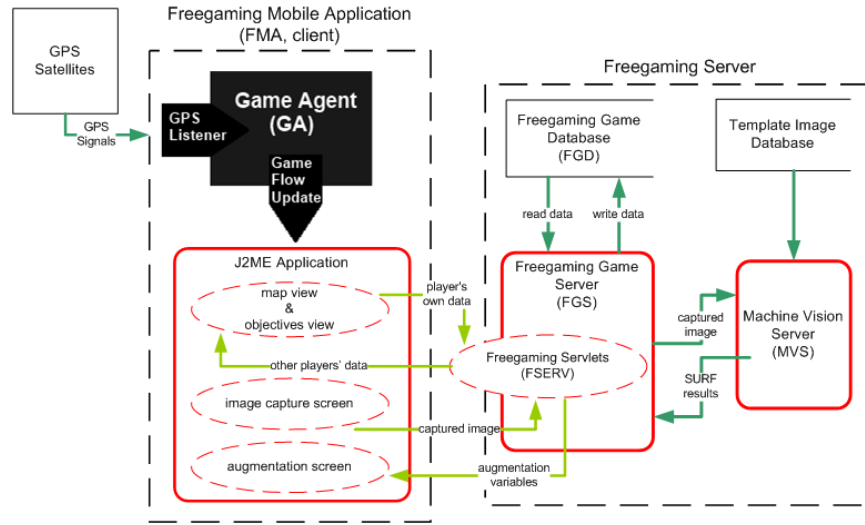 Freegaming Mobile Application
(FMA, client)
GPS
Satellites
GPS
Signals
GPS
Listener
Game Agent
(GA)
Game
Flow
Update
J2ME Application
map view
&
objectives view
image capture screen
augmentation screen
player's
own data
other players' data
captured image
augmentation
variables
Freegaming Server
Freegaming Game
Database
(FGD)
Template Image
Database
read data
write data
Freegaming Game
Server
(FGS)
Freegaming Servlets
(FSERV)
captured
image
SURF
results
Machine Vision
Server
(MVS)